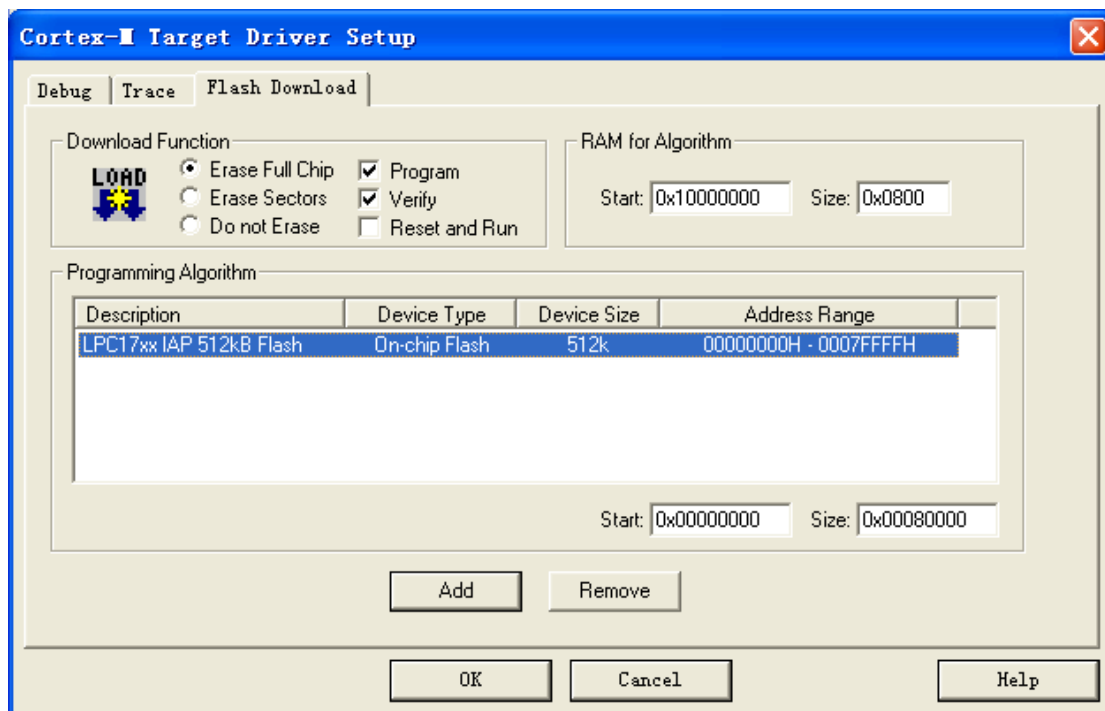 Cortex-M Target Driver Setup
Debug Trace Flash Download
Download Function
LOAD
Erase Full Chip Program
Erase Sectors Verify
Do not Erase Reset and Run
RAM for Algorithm
Start: 0x10000000 Size: 0x0800
Programming Algorithm
Description Device Type Device Size Address Range
LPC17xx IAP 512kB Flash On-chip Flash 512k 00000000H - 0007FFFFH
Start: 0x00000000 Size: 0x00080000
Add Remove
OK Cancel Help